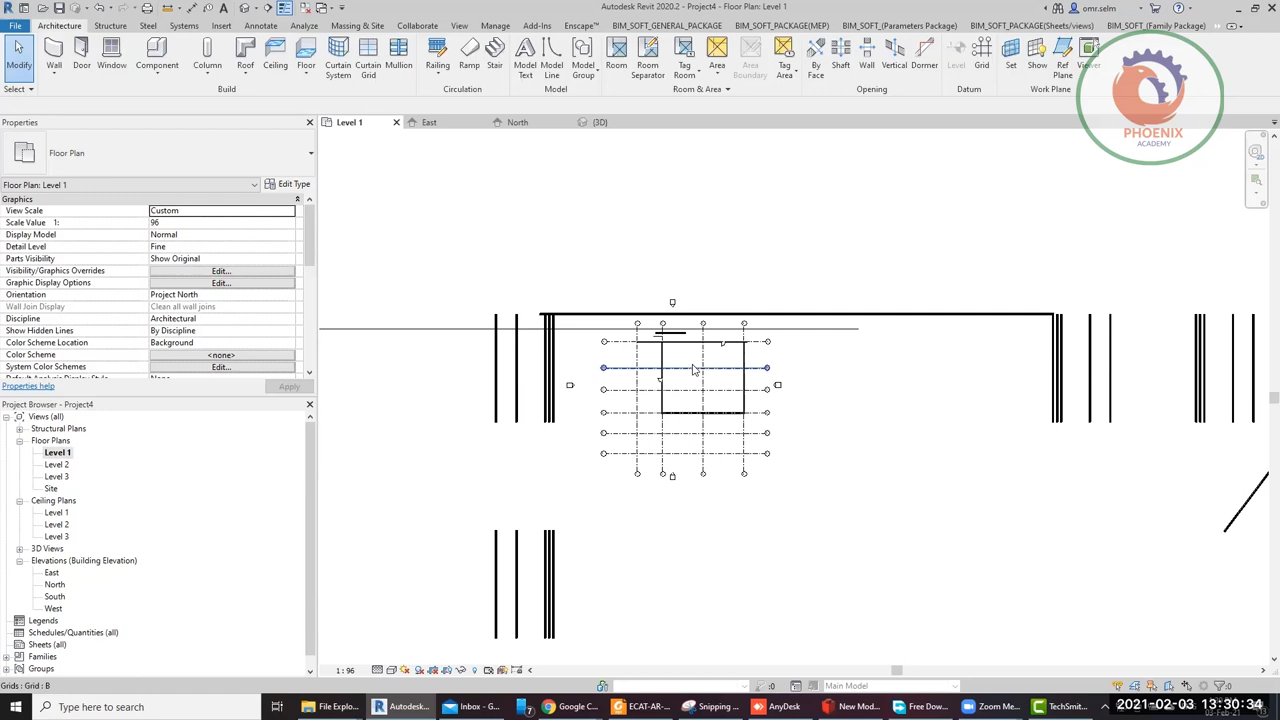 Autodesk Revit 2020.2 - Project4 - Floor Plan: Level 1
omr.selm
File Architecture Structure Steel Systems Insert Annotate Analyze Massing & Site Collaborate View Manage Add-Ins Enscape™ BIM_SOFT_GENERAL_PACKAGE BIM_SOFT_PACKAGE(MEP) BIM_SOFT (Parameters Package) BIM_SOFT_PACKAGE(Sheets/views) BIM_SOFT (Family Package)
Modify Wall Door Window Component Column Roof Ceiling Floor Curtain System Curtain Grid Mullion Railing Ramp Stair Model Text Model Line Model Group Room Room Separator Tag Room Area Area Boundary Tag Area By Face Shaft Wall Vertical Dormer Level Grid Set Show Ref Plane Viewer
Select Build Circulation Model Room & Area Opening Datum Work Plane
PHOENIX
ACADEMY
Properties
Level 1 East North {3D}
Floor Plan
Floor Plan: Level 1 Edit Type
Graphics
View Scale Custom
Scale Value 1: 96
Display Model Normal
Detail Level Fine
Parts Visibility Show Original
Visibility/Graphics Overrides Edit...
Graphic Display Options Edit...
Orientation Project North
Wall Join Display Clean all wall joins
Discipline Architectural
Show Hidden Lines By Discipline
Color Scheme Location Background
Color Scheme <none>
System Color Schemes Edit...
Default Analysis Display Style None
Properties help Apply
Project Browser - Project4
Views (all)
Structural Plans
Floor Plans
Level 1
Level 2
Level 3
Site
Ceiling Plans
Level 1
Level 2
Level 3
3D Views
Elevations (Building Elevation)
East
North
South
West
Legends
Schedules/Quantities (all)
Sheets (all)
Families
Groups
1 : 96
Grids : Grid : B
:0 Main Model :0
Type here to search
File Explo... Autodesk... Inbox - G... 7 Google C... ECAT-AR-... Snipping ... AnyDesk New Mod... Free Dow... Zoom Me... TechSmit...
2021-02-03 13:30:34